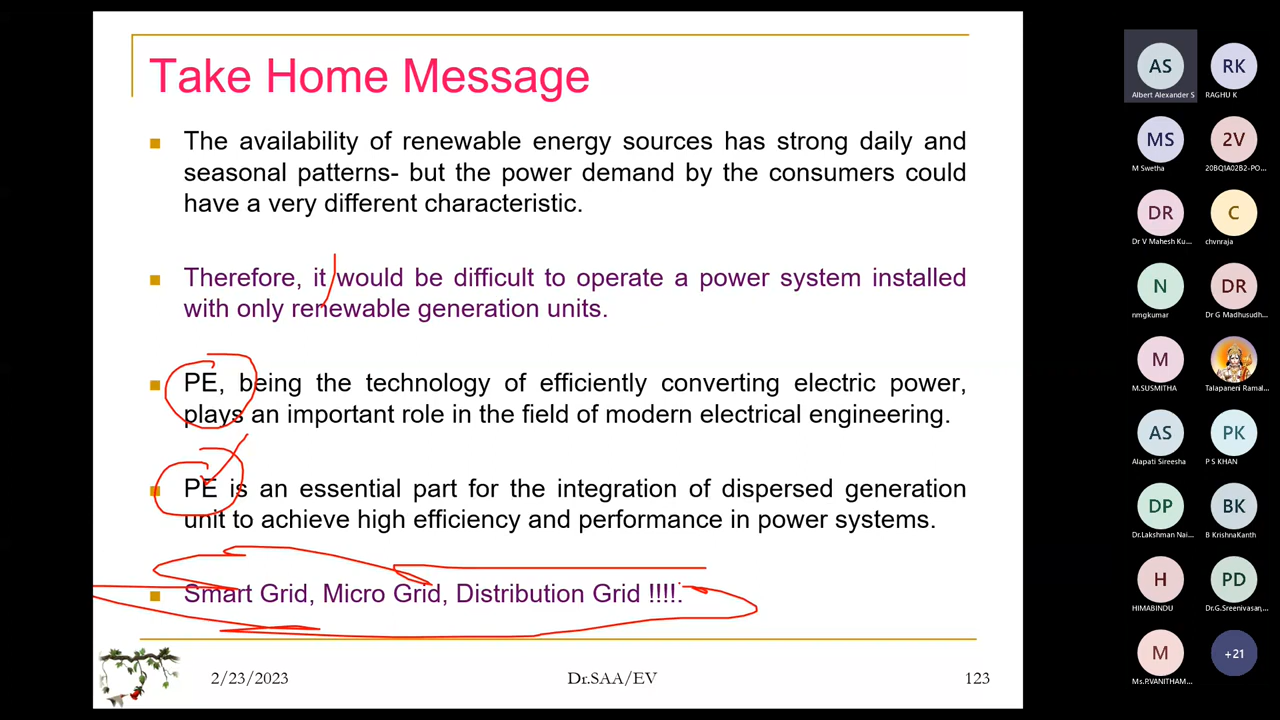 Take Home Message
The availability of renewable energy sources has strong daily and
seasonal patterns- but the power demand by the consumers could
have a very different characteristic.
Therefore, it would be difficult to operate a power system installed
with only renewable generation units.
PE, being the technology of efficiently converting electric power,
plays an important role in the field of modern electrical engineering.
PE is an essential part for the integration of dispersed generation
unit to achieve high efficiency and performance in power systems.
Smart Grid, Micro Grid, Distribution Grid !!!!.
2/23/2023
Dr.SAA/EV
123
AS
RK
Albert Alexander S
RAGHU K
MS
2V
M Swetha
20BQ1A02B2-PO...
DR
C
Dr V Mahesh Ku...
chvnraja
N
DR
nmgkumar
Dr G Madhusudh...
M
M.SUSMITHA
Talapaneni Ramal...
AS
PK
Alapati Sireesha
P S KHAN
DP
BK
Dr.Lakshman Nai...
B KrishnaKanth
H
PD
HIMABINDU
Dr.G.Sreenivasan,...
M
+21
Ms.P.VANITHAM...